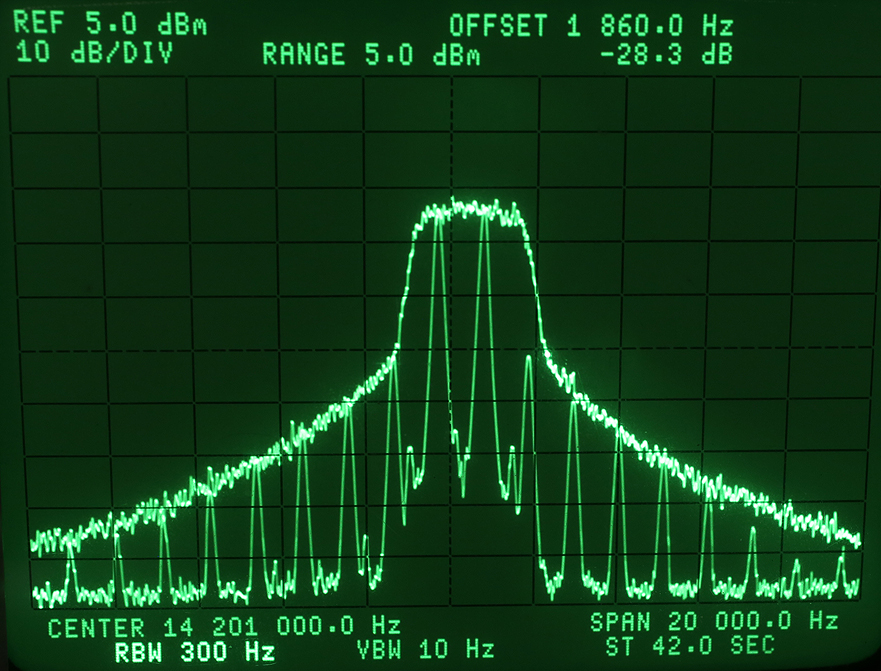 REF 5.0 dBm OFFSET 1 860.0 Hz
10 dB/DIV RANGE 5.0 dBm -28.3 dB
CENTER 14 201 000.0 Hz SPAN 20 000.0 Hz
RBW 300 Hz VBW 10 Hz ST 42.0 SEC